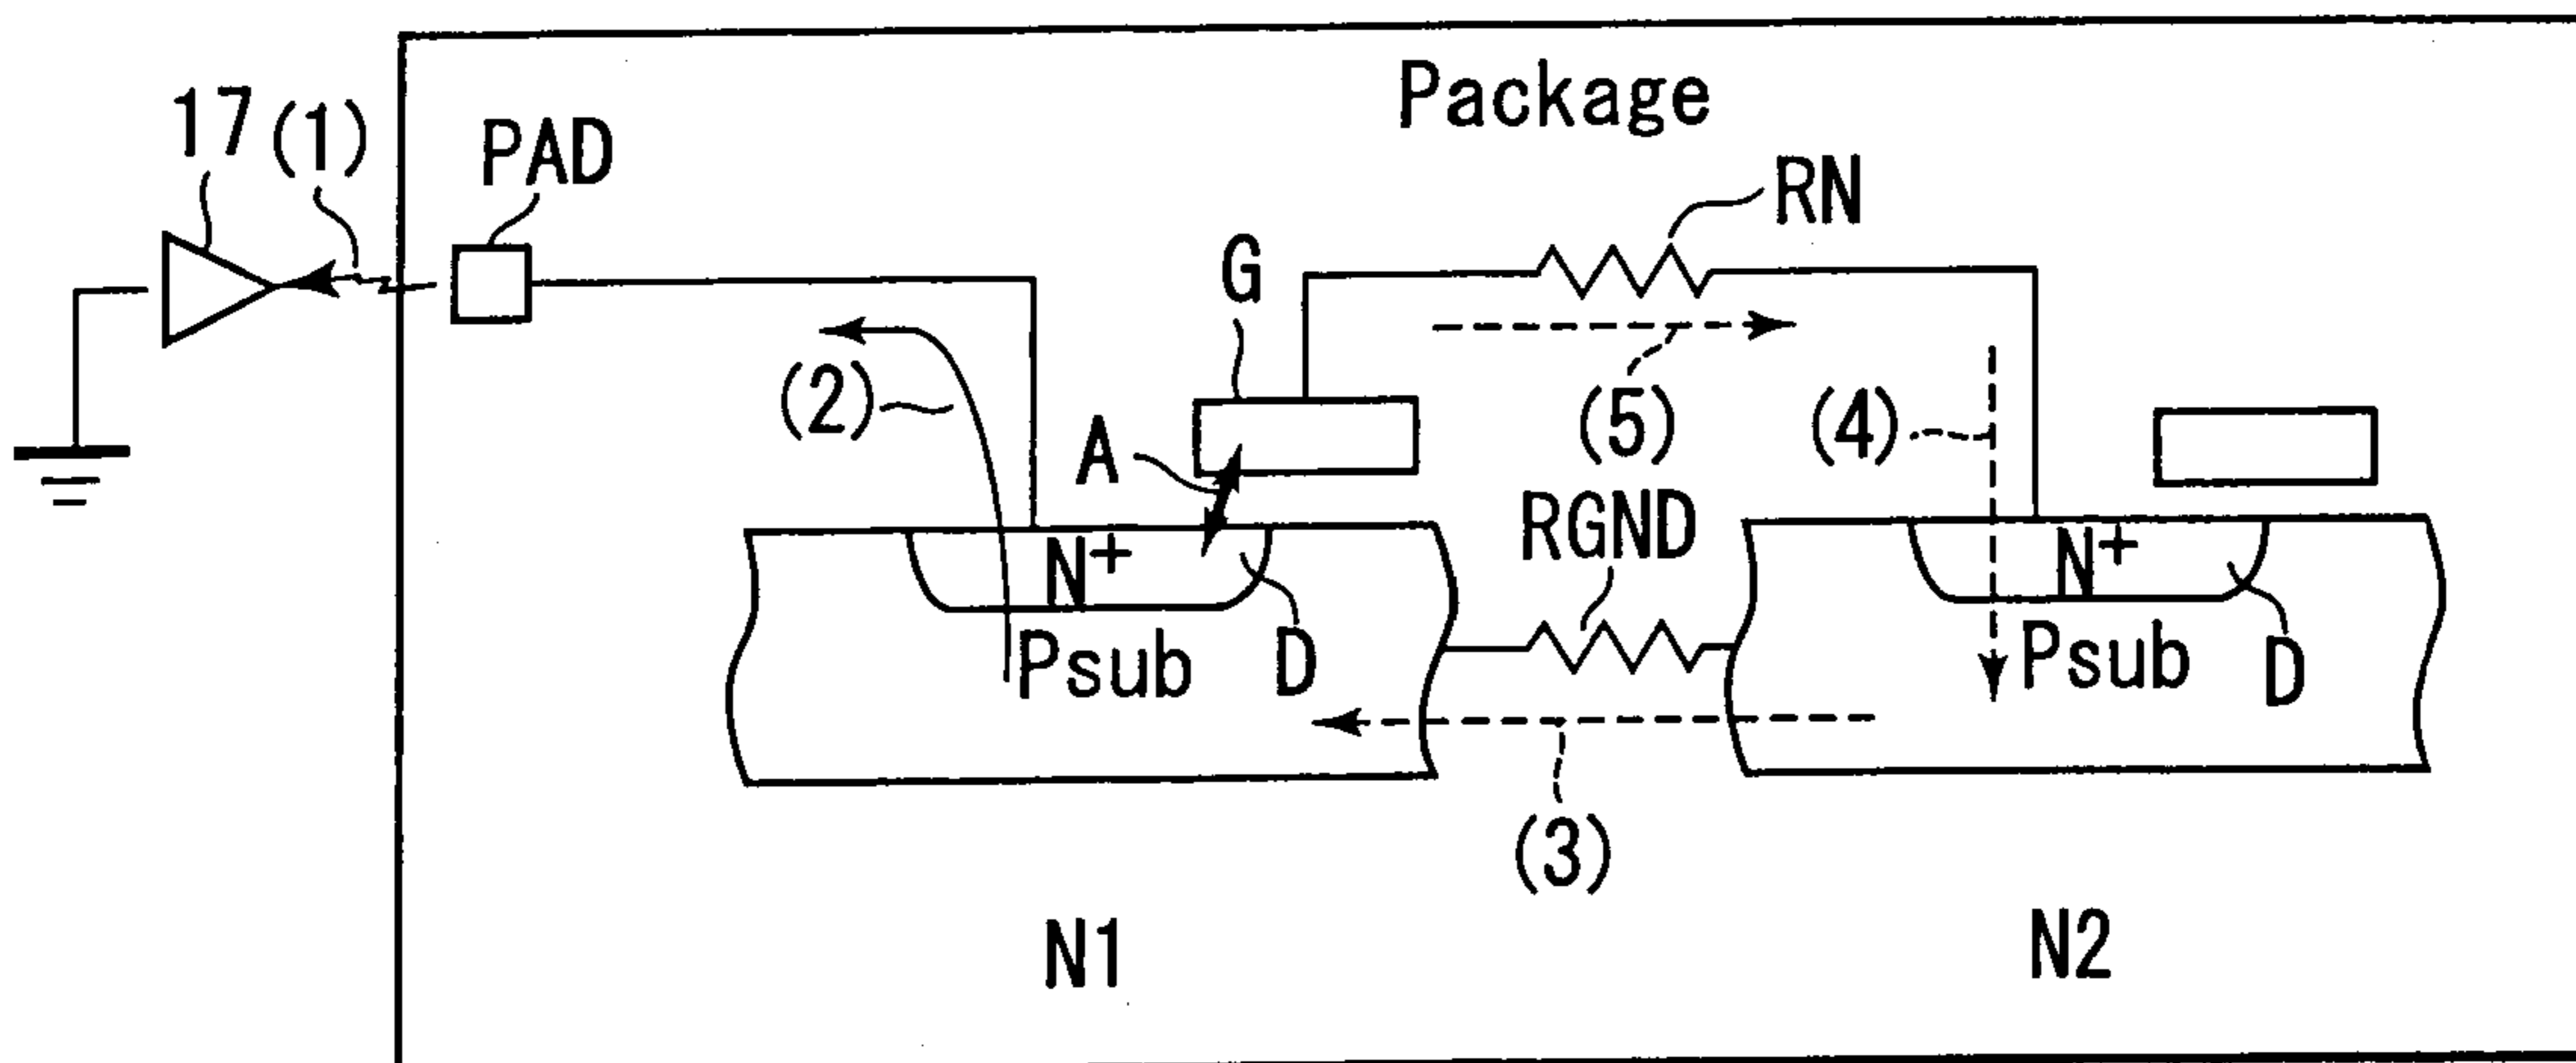 Package
17
(1)
PAD
RN
G
(2)
A
(5)
(4)
RGND
N+
N+
Psub
D
Psub
D
(3)
N1
N2